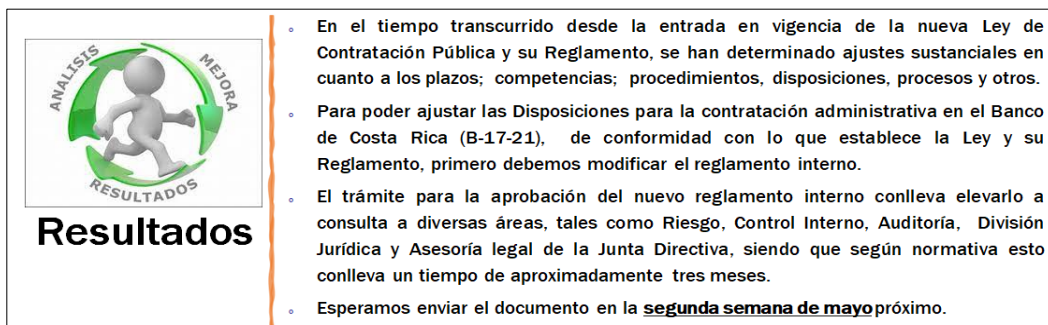 ANALISIS
MEJORA
RESULTADOS
Resultados
En el tiempo transcurrido desde la entrada en vigencia de la nueva Ley de
Contratación Pública y su Reglamento, se han determinado ajustes sustanciales en
cuanto a los plazos; competencias; procedimientos, disposiciones, procesos y otros.
Para poder ajustar las Disposiciones para la contratación administrativa en el Banco
de Costa Rica (B-17-21), de conformidad con lo que establece la Ley y su
Reglamento, primero debemos modificar el reglamento interno.
El trámite para la aprobación del nuevo reglamento interno conlleva elevarlo a
consulta a diversas áreas, tales como Riesgo, Control Interno, Auditoría, División
Jurídica y Asesoría legal de la Junta Directiva, siendo que según normativa esto
conlleva un tiempo de aproximadamente tres meses.
Esperamos enviar el documento en la segunda semana de mayo próximo.